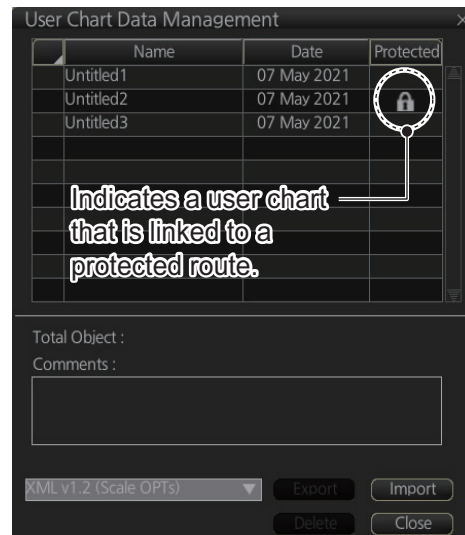 User Chart Data Management ×
Name Date Protected
Untitled1 07 May 2021
Untitled2 07 May 2021
Untitled3 07 May 2021
Indicates a user chart
that is linked to a
protected route.
Total Object :
Comments :
XML v1.2 (Scale OPTs) Export Import
Delete Close